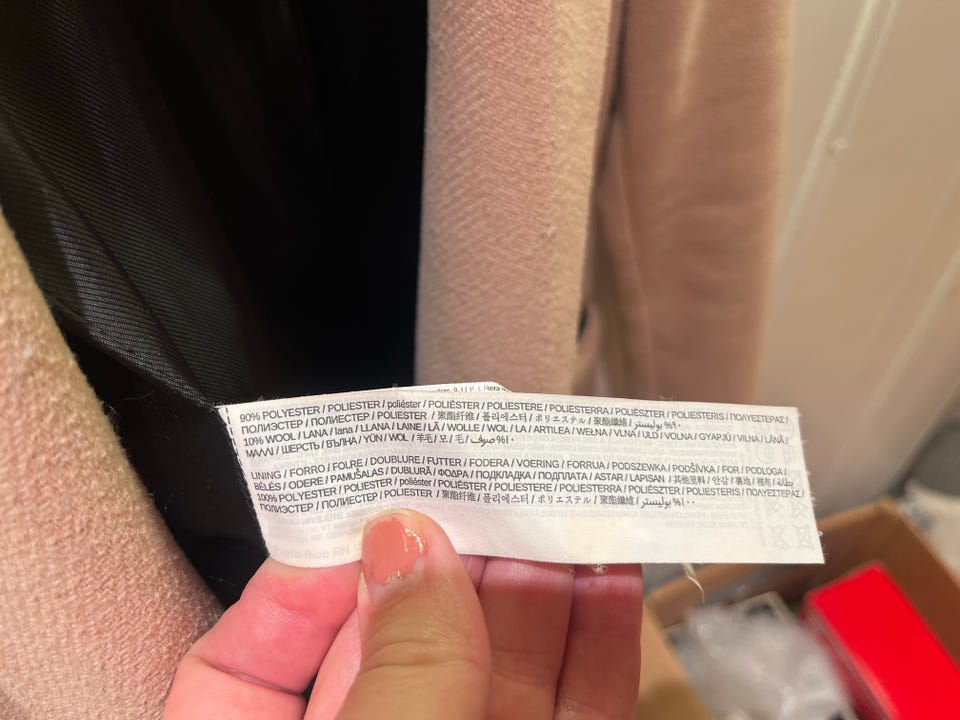 90% POLYESTER / POLIESTER / poliéster / POLIÉSTER / POLIESTERE / POLIESTERRA / POLIÉSZTER / POLIESTERIS / ΠΟΛΥΕΣΤΕΡΑΣ /
ПОЛИЭСТЕР / ПОЛИЕСТЕР / POLIESTER / 聚酯纤维 / 폴리에스터 / ポリエステル / 聚酯纖維 / بوليستر %٩٠
10% WOOL / LANA / lana / LLANA / LAINE / LÃ / WOLLE / WOL / LA / ARTILEA / WEŁNA / VLNA / ULD / VOLNA / GYAPJÚ / VILNA / LÂNĂ /
ΜΑΛΛΙ / ШЕРСТЬ / ВЪЛНА / YÜN / WOL / 羊毛 / 모 / 毛 / صوف %١٠
LINING / FORRO / FOLRE / DOUBLURE / FUTTER / FODERA / VOERING / FORRUA / PODSZEWKA / PODŠÍVKA / FOR / PODLOGA /
BÉLÉS / ODERE / PAMUŠALAS / DUBLURĂ / ΦΟΔΡΑ / ПОДКЛАДКА / ПОДПЛАТА / ASTAR / LAPISAN / 其他里料 / 안감 / 裏地 / 裡布 / بطانة
100% POLYESTER / POLIESTER / poliéster / POLIÉSTER / POLIESTERE / POLIESTERRA / POLIÉSZTER / POLIESTERIS / ΠΟΛΥΕΣΤΕΡΑΣ /
ПОЛИЭСТЕР / ПОЛИЕСТЕР / POLIESTER / 聚酯纤维 / 폴리에스터 / ポリエステル / 聚酯纖維 / بوليستر %١٠٠